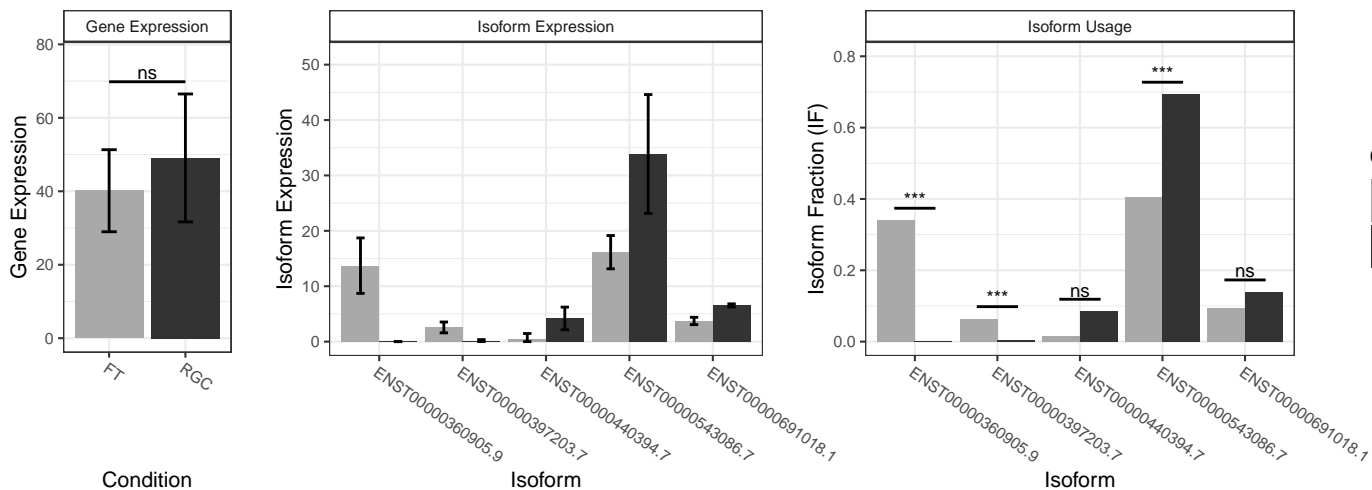 Gene Expression
Gene Expression
80
60
40
20
0
ns
FT
RGC
Condition
Isoform Expression
Isoform Expression
50
40
30
20
10
0
ENST00000360905.9
ENST00000397203.7
ENST00000440394.7
ENST00000543086.7
ENST00000691018.1
Isoform
Isoform Usage
Isoform Fraction (IF)
0.8
0.6
0.4
0.2
0.0
***
***
ns
***
ns
ENST00000360905.9
ENST00000397203.7
ENST00000440394.7
ENST00000543086.7
ENST00000691018.1
Isoform